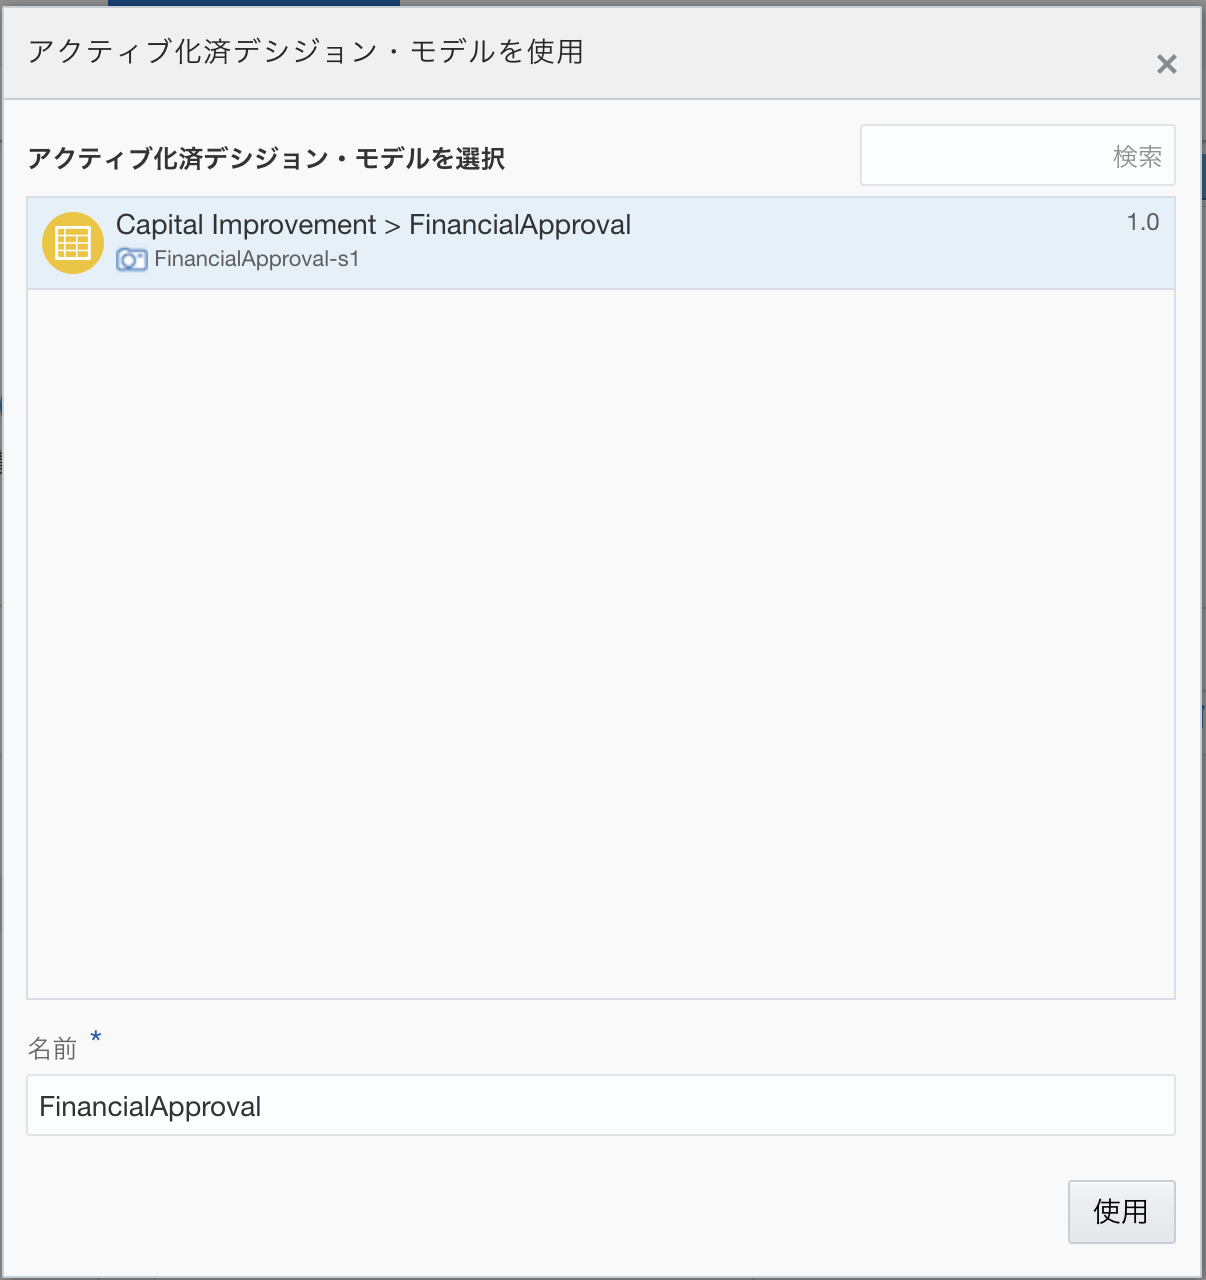 アクティブ化済デシジョン・モデルを使用
アクティブ化済デシジョン・モデルを選択
検索
Capital Improvement > FinancialApproval
1.0
FinancialApproval-s1
名前 *
FinancialApproval
使用